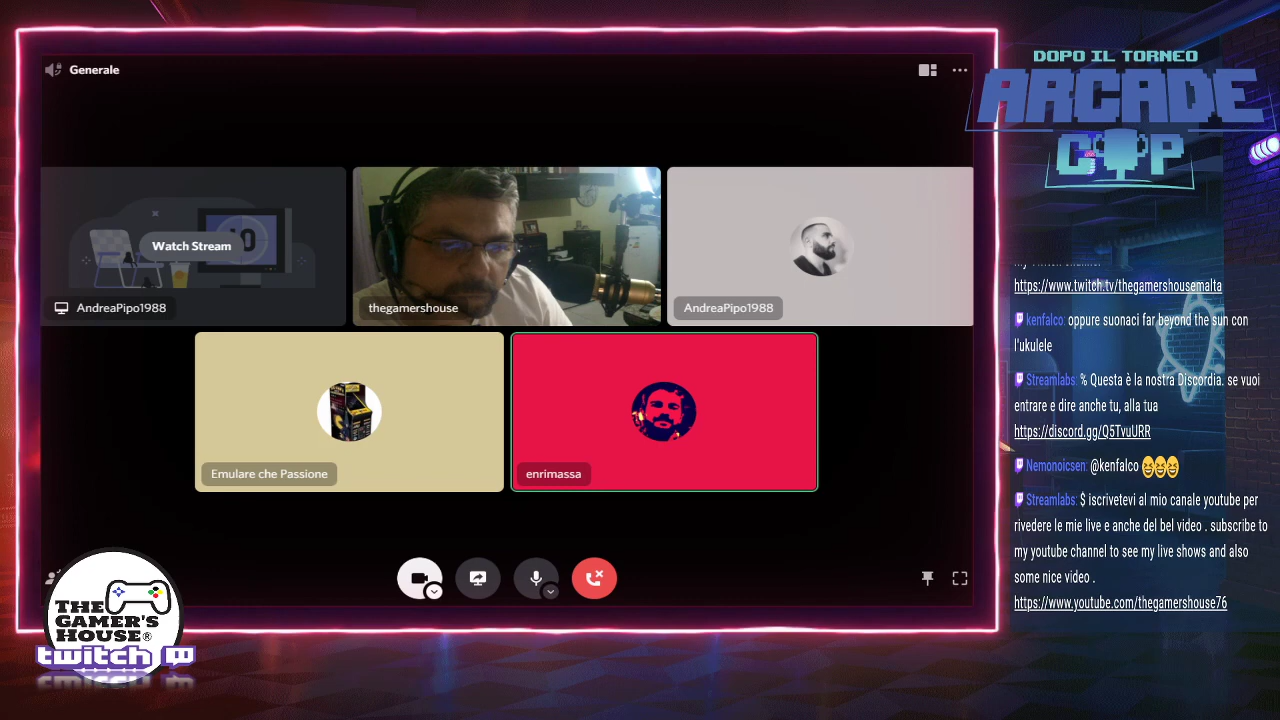 DOPO IL TORNEO
ARCADE
CUP
Generale
Watch Stream
AndreaPipo1988
thegamershouse
AndreaPipo1988
Emulare che Passione
enrimassa
https://www.twitch.tv/thegamershousemalta
kenfalco: oppure suonaci far beyond the sun con
l'ukulele
Streamlabs: % Questa è la nostra Discordia. se vuoi
entrare e dire anche tu, alla tua
https://discord.gg/Q5TvuURR
Nemonoicsen: @kenfalco
Streamlabs: $ iscrivetevi al mio canale youtube per
rivedere le mie live e anche del bel video . subscribe to
my youtube channel to see my live shows and also
some nice video .
https://www.youtube.com/thegamershouse76
THE
GAMER'S
HOUSE®
twitch